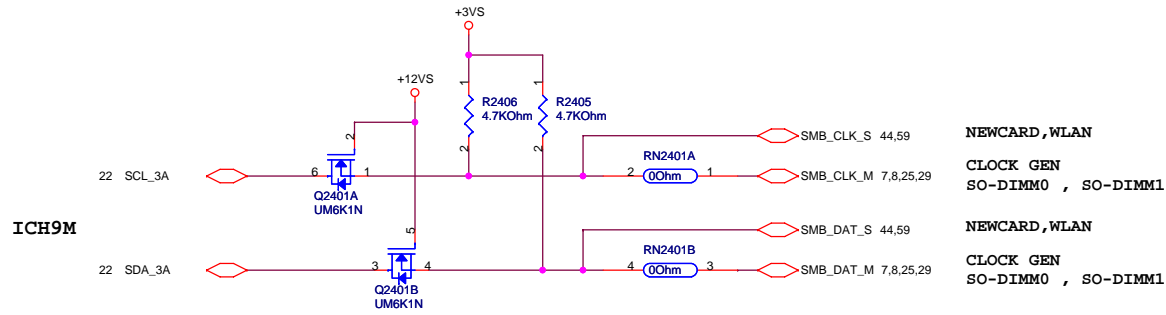 +3VS
+12VS
1
1
R2406
4.7KOhm
R2405
4.7KOhm
2
2
2
SMB_CLK_S 44,59
NEWCARD,WLAN
RN2401A
22 SCL_3A
6
1
2
0Ohm
1
SMB_CLK_M 7,8,25,29
CLOCK GEN
SO-DIMM0 , SO-DIMM1
Q2401A
UM6K1N
ICH9M
5
SMB_DAT_S 44,59
NEWCARD,WLAN
RN2401B
22 SDA_3A
3
4
4
0Ohm
3
SMB_DAT_M 7,8,25,29
CLOCK GEN
SO-DIMM0 , SO-DIMM1
Q2401B
UM6K1N